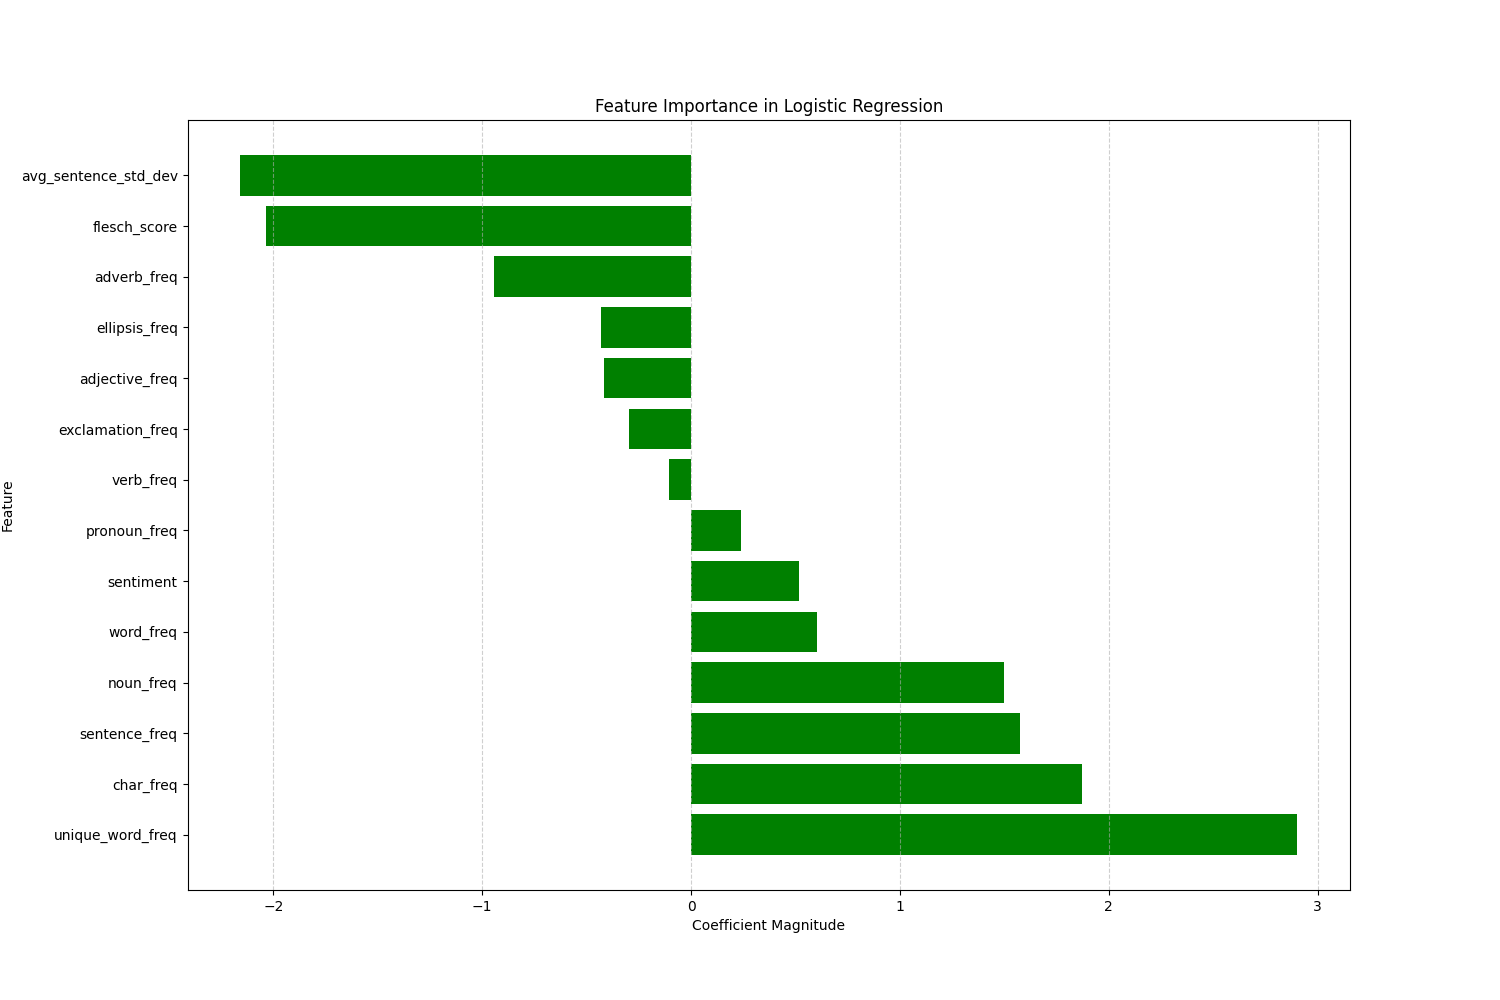 Feature Importance in Logistic Regression
avg_sentence_std_dev
flesch_score
adverb_freq
ellipsis_freq
adjective_freq
exclamation_freq
verb_freq
pronoun_freq
sentiment
word_freq
noun_freq
sentence_freq
char_freq
unique_word_freq
Feature
−2 −1 0 1 2 3
Coefficient Magnitude